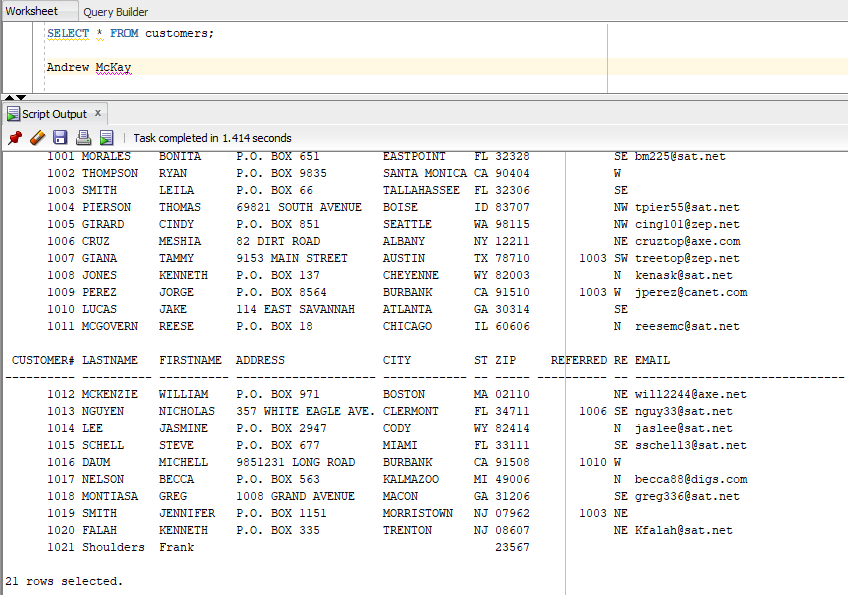 Worksheet Query Builder
SELECT * FROM customers;
Andrew McKay
Script Output x
Task completed in 1.414 seconds
1001 MORALES BONITA P.O. BOX 651 EASTPOINT FL 32328 SE bm225@sat.net
1002 THOMPSON RYAN P.O. BOX 9835 SANTA MONICA CA 90404 W
1003 SMITH LEILA P.O. BOX 66 TALLAHASSEE FL 32306 SE
1004 PIERSON THOMAS 69821 SOUTH AVENUE BOISE ID 83707 NW tpier55@sat.net
1005 GIRARD CINDY P.O. BOX 851 SEATTLE WA 98115 NW cing101@zep.net
1006 CRUZ MESHIA 82 DIRT ROAD ALBANY NY 12211 NE cruztop@axe.com
1007 GIANA TAMMY 9153 MAIN STREET AUSTIN TX 78710 1003 SW treetop@zep.net
1008 JONES KENNETH P.O. BOX 137 CHEYENNE WY 82003 N kenask@sat.net
1009 PEREZ JORGE P.O. BOX 8564 BURBANK CA 91510 1003 W jperez@canet.com
1010 LUCAS JAKE 114 EAST SAVANNAH ATLANTA GA 30314 SE
1011 MCGOVERN REESE P.O. BOX 18 CHICAGO IL 60606 N reesemc@sat.net
CUSTOMER# LASTNAME FIRSTNAME ADDRESS CITY ST ZIP REFERRED RE EMAIL
---------- ---------- ---------- -------------------- ------------ -- ----- ---------- -- ------------------------------
1012 MCKENZIE WILLIAM P.O. BOX 971 BOSTON MA 02110 NE will2244@axe.net
1013 NGUYEN NICHOLAS 357 WHITE EAGLE AVE. CLERMONT FL 34711 1006 SE nguy33@sat.net
1014 LEE JASMINE P.O. BOX 2947 CODY WY 82414 N jaslee@sat.net
1015 SCHELL STEVE P.O. BOX 677 MIAMI FL 33111 SE sschell3@sat.net
1016 DAUM MICHELL 9851231 LONG ROAD BURBANK CA 91508 1010 W
1017 NELSON BECCA P.O. BOX 563 KALMAZOO MI 49006 N becca88@digs.com
1018 MONTIASA GREG 1008 GRAND AVENUE MACON GA 31206 SE greg336@sat.net
1019 SMITH JENNIFER P.O. BOX 1151 MORRISTOWN NJ 07962 1003 NE
1020 FALAH KENNETH P.O. BOX 335 TRENTON NJ 08607 NE Kfalah@sat.net
1021 Shoulders Frank 23567
21 rows selected.